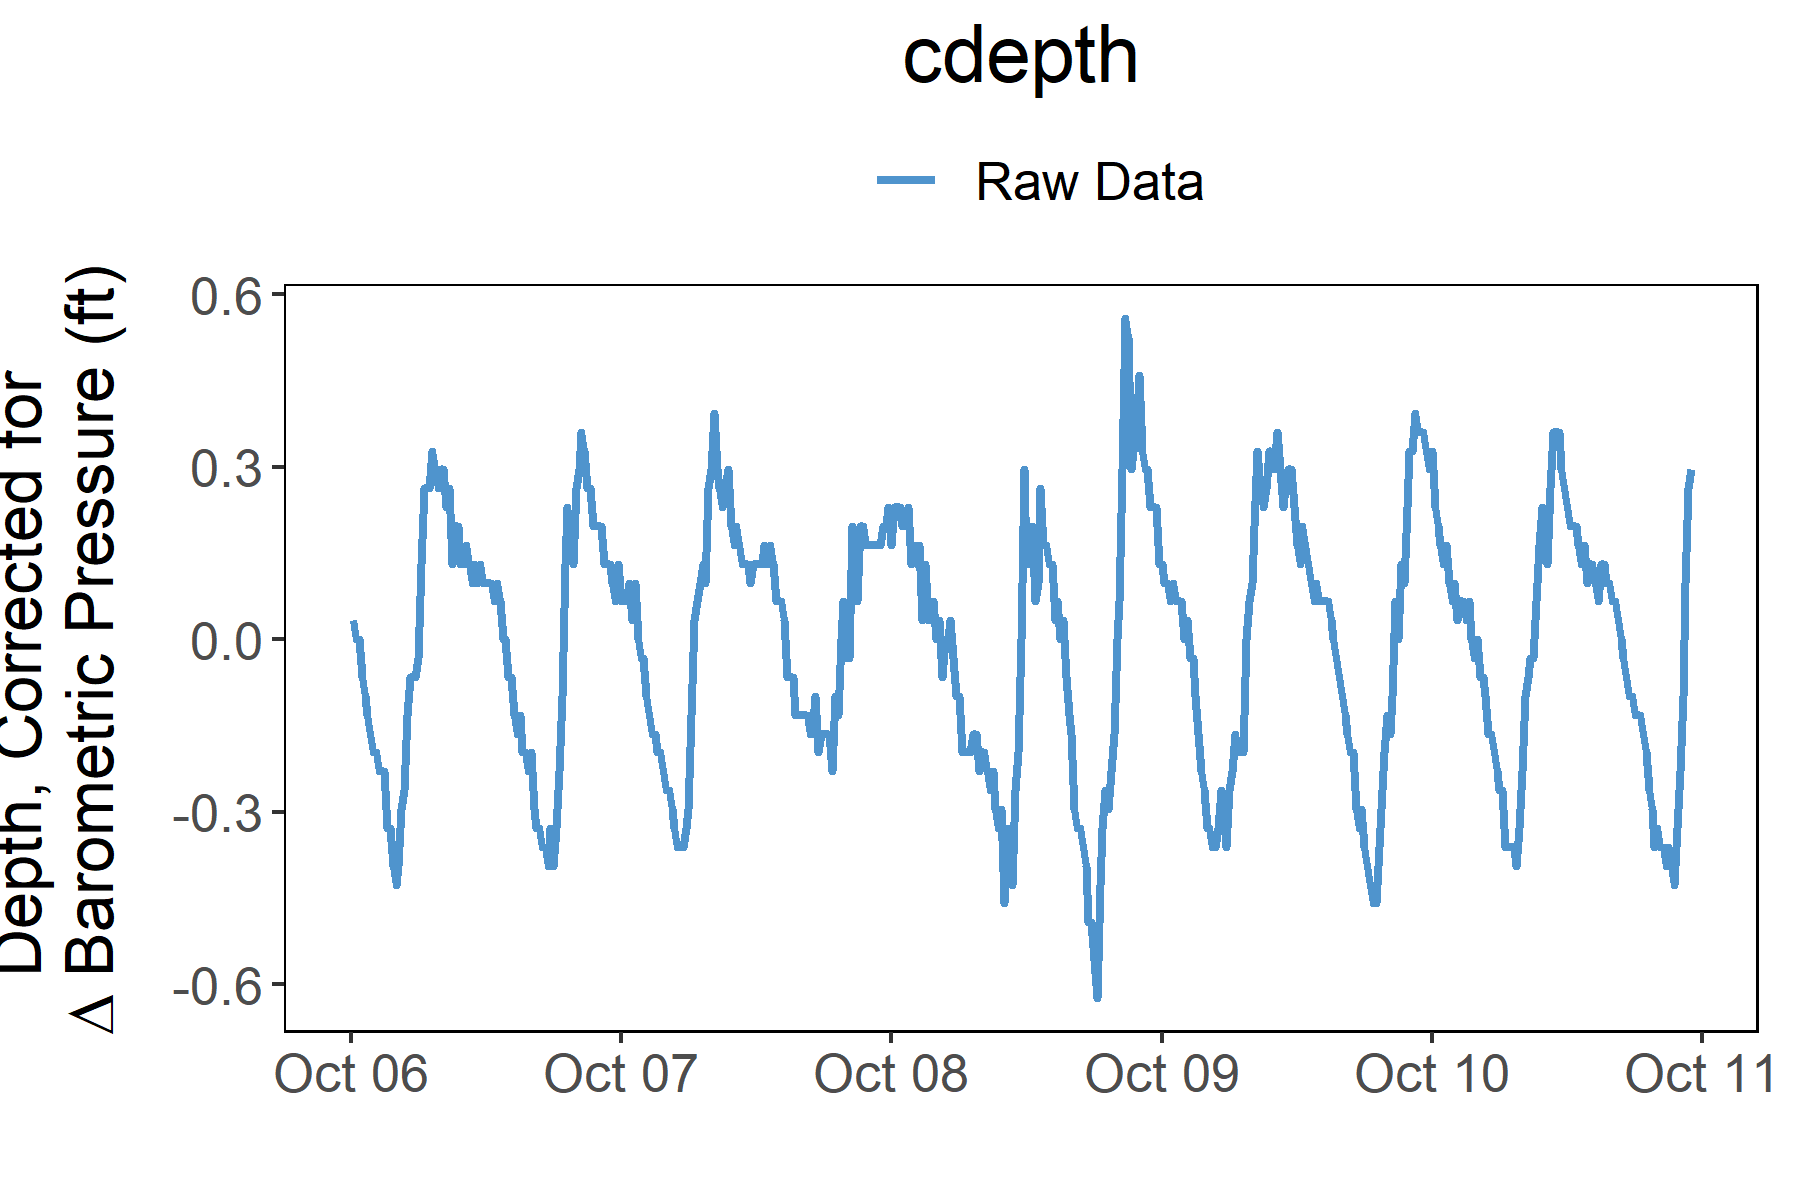 cdepth
Raw Data
Depth, Corrected for
Δ Barometric Pressure (ft)
0.6
0.3
0.0
-0.3
-0.6
Oct 06 Oct 07 Oct 08 Oct 09 Oct 10 Oct 11